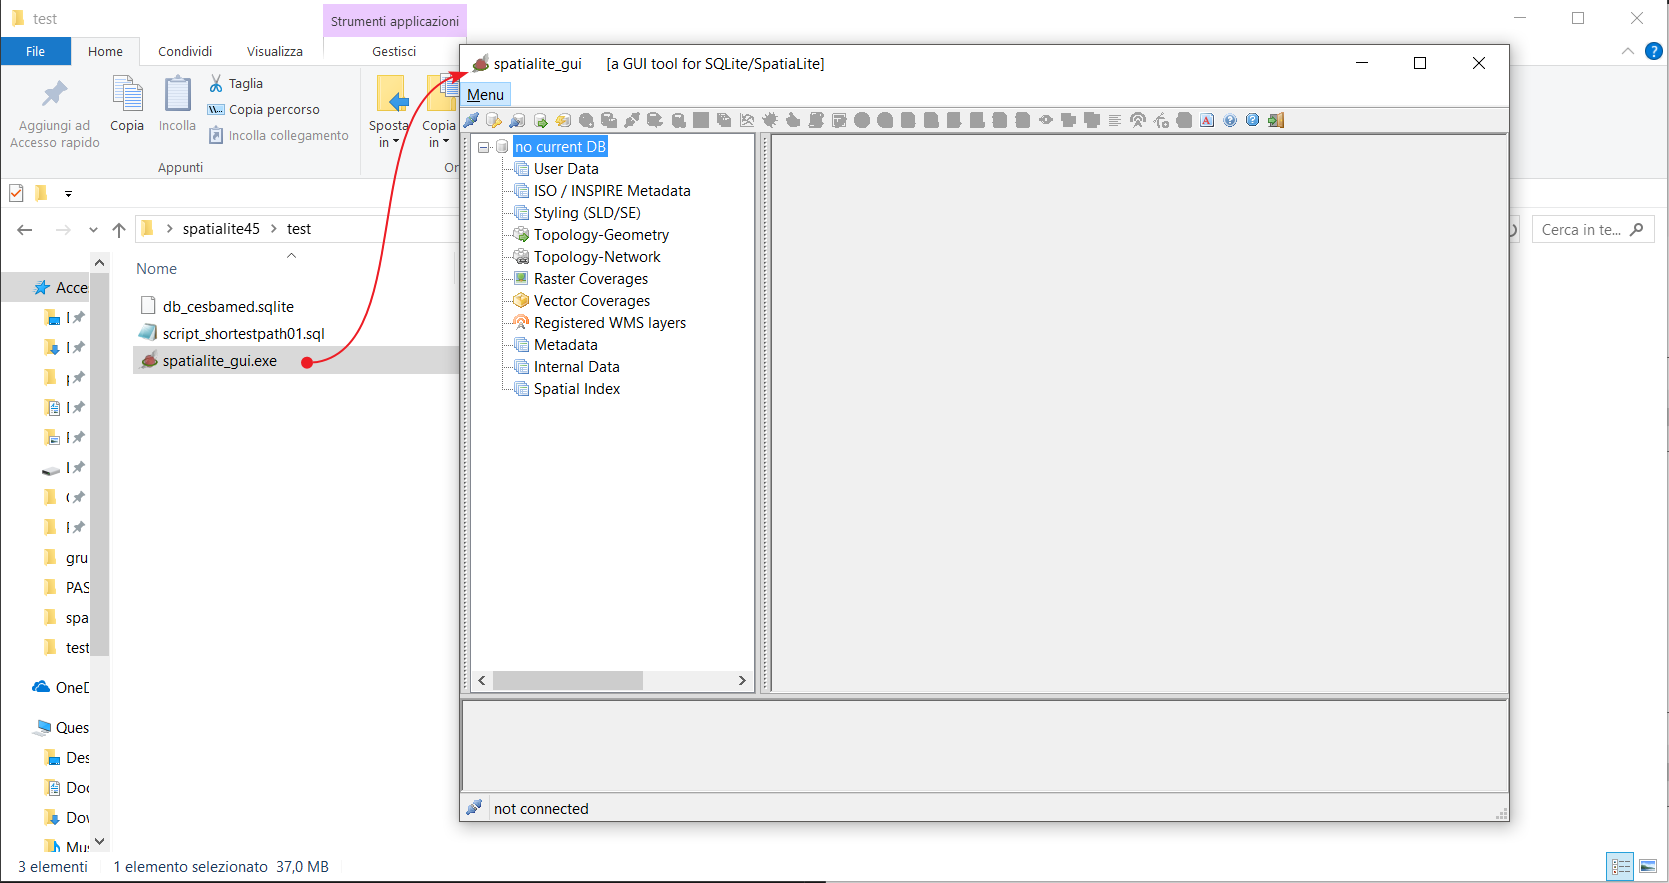 test
Strumenti applicazioni
File
Home
Condividi
Visualizza
Gestisci
Aggiungi ad
Accesso rapido
Copia
Incolla
Taglia
Copia percorso
Incolla collegamento
Appunti
Sposta
in
Copia
in
Or
spatialite45
test
Cerca in te...
Nome
db_cesbamed.sqlite
script_shortestpath01.sql
spatialite_gui.exe
Acce
gru
PAS
spa
test
OneD
Ques
Des
Doc
Dov
Mus
3 elementi
1 elemento selezionato 37,0 MB
spatialite_gui [a GUI tool for SQLite/SpatiaLite]
Menu
no current DB
User Data
ISO / INSPIRE Metadata
Styling (SLD/SE)
Topology-Geometry
Topology-Network
Raster Coverages
Vector Coverages
Registered WMS layers
Metadata
Internal Data
Spatial Index
not connected